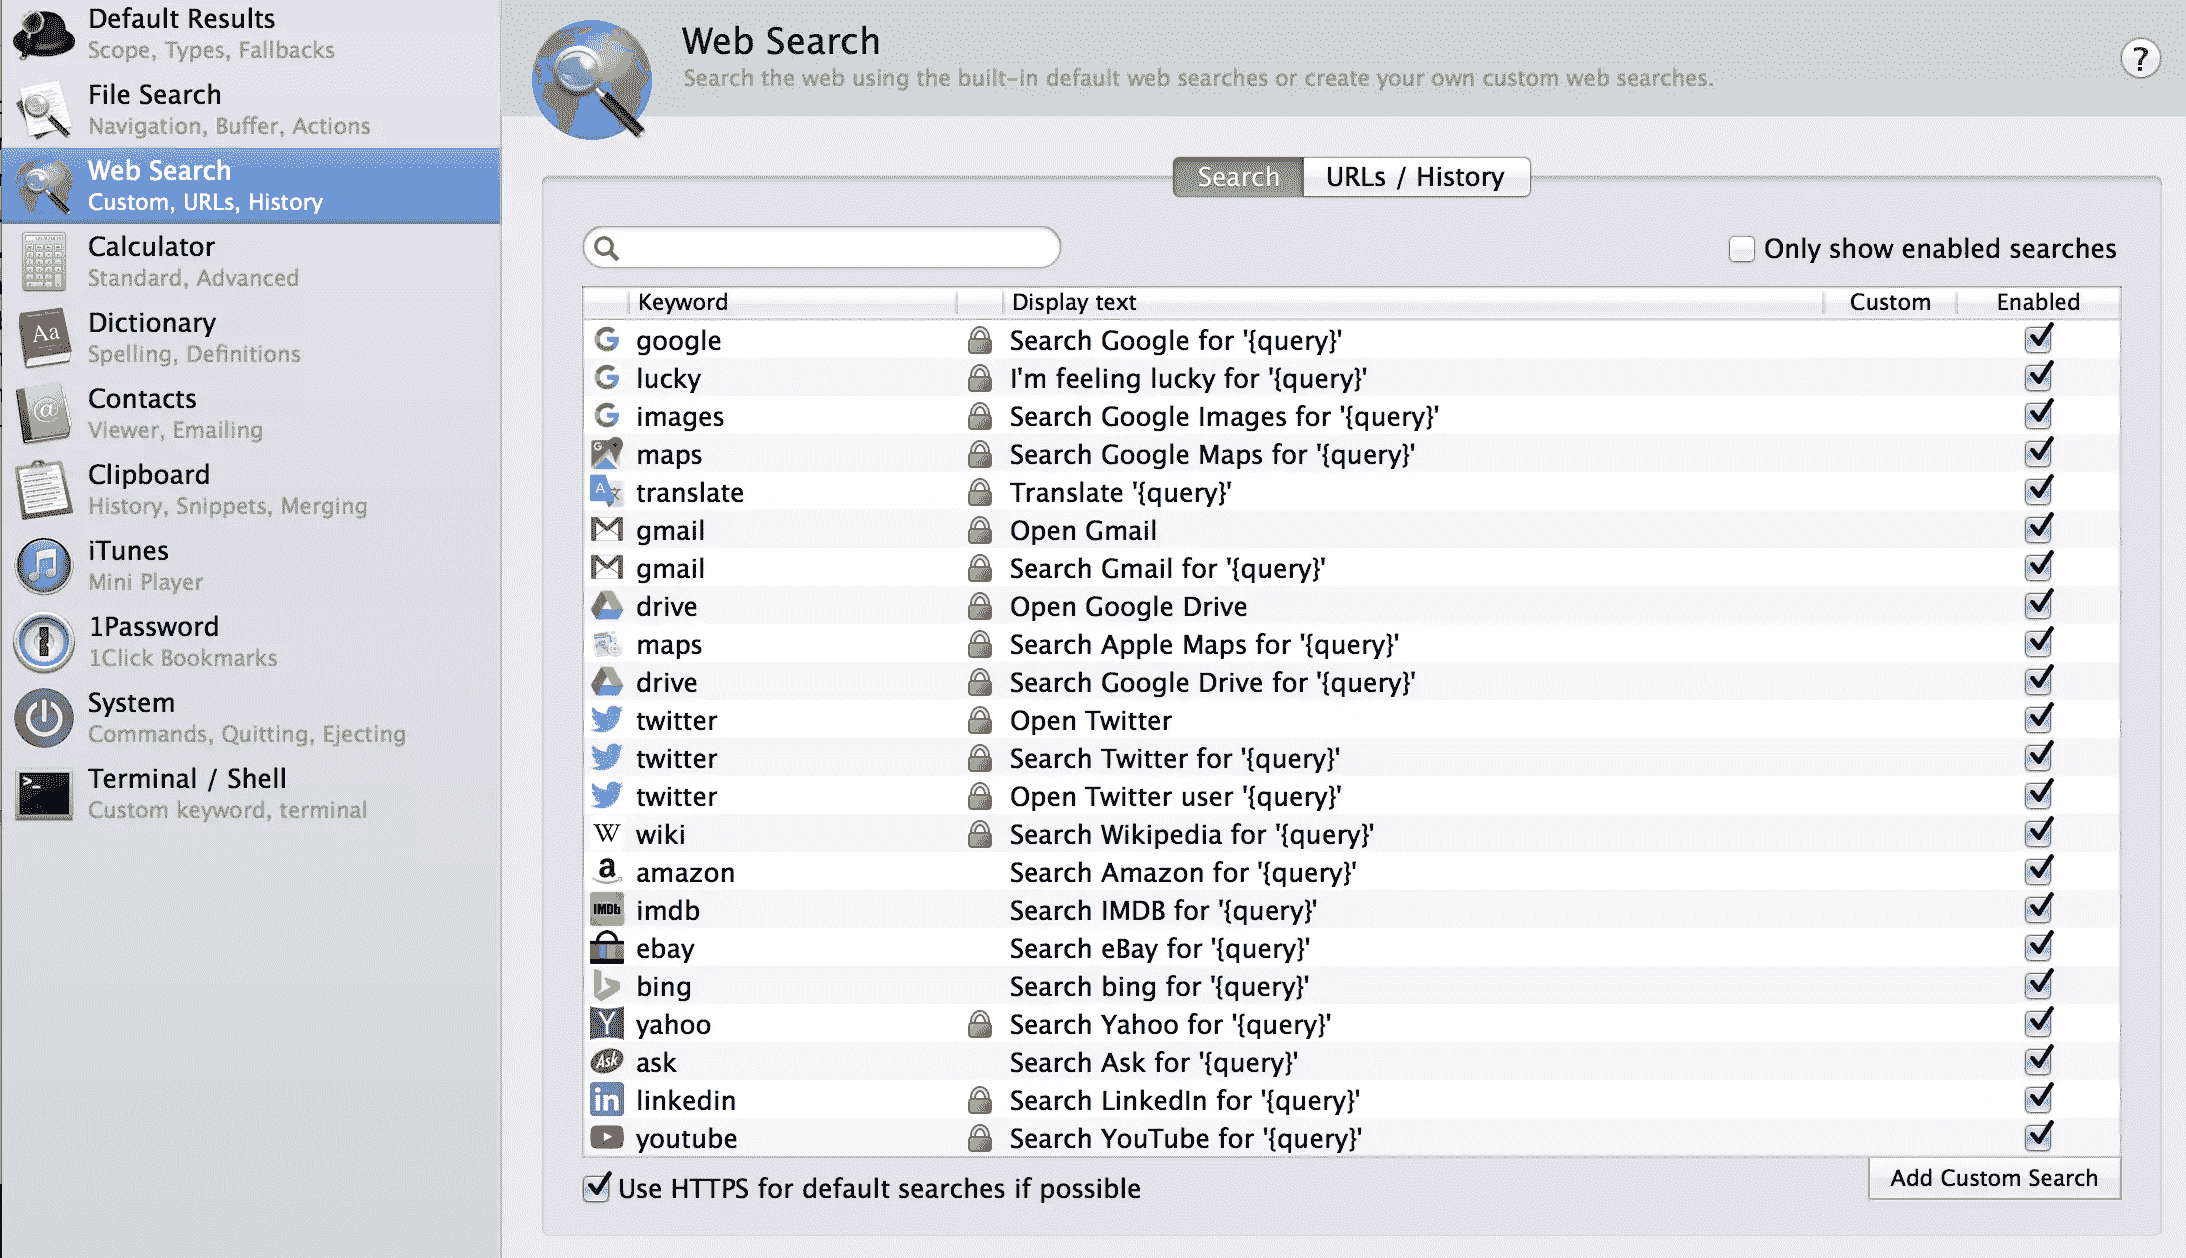 Default Results
Scope, Types, Fallbacks
File Search
Navigation, Buffer, Actions
Web Search
Custom, URLs, History
Calculator
Standard, Advanced
Dictionary
Spelling, Definitions
Contacts
Viewer, Emailing
Clipboard
History, Snippets, Merging
iTunes
Mini Player
1Password
1Click Bookmarks
System
Commands, Quitting, Ejecting
Terminal / Shell
Custom keyword, terminal
Web Search
Search the web using the built-in default web searches or create your own custom web searches.
?
Search URLs / History
Only show enabled searches
Keyword Display text Custom Enabled
google Search Google for '{query}'
lucky I'm feeling lucky for '{query}'
images Search Google Images for '{query}'
maps Search Google Maps for '{query}'
translate Translate '{query}'
gmail Open Gmail
gmail Search Gmail for '{query}'
drive Open Google Drive
maps Search Apple Maps for '{query}'
drive Search Google Drive for '{query}'
twitter Open Twitter
twitter Search Twitter for '{query}'
twitter Open Twitter user '{query}'
W wiki Search Wikipedia for '{query}'
a amazon Search Amazon for '{query}'
IMDb imdb Search IMDB for '{query}'
ebay Search eBay for '{query}'
bing Search bing for '{query}'
Y yahoo Search Yahoo for '{query}'
Ask ask Search Ask for '{query}'
in linkedin Search LinkedIn for '{query}'
youtube Search YouTube for '{query}'
Use HTTPS for default searches if possible
Add Custom Search